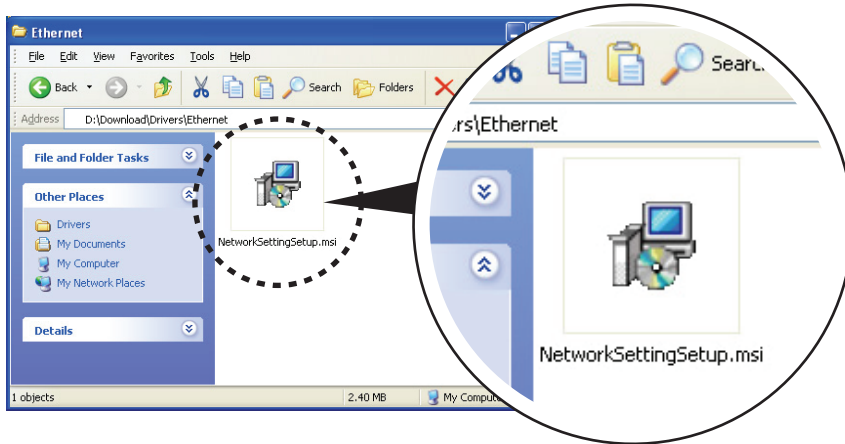 Ethernet
File Edit View Favorites Tools Help
Back Search Folders
Address D:\Download\Drivers\Ethernet
File and Folder Tasks
Other Places
Drivers
My Documents
My Computer
My Network Places
Details
NetworkSettingSetup.msi
1 objects 2.40 MB My Comput
Sear
rs\Ethernet
NetworkSettingSetup.msi